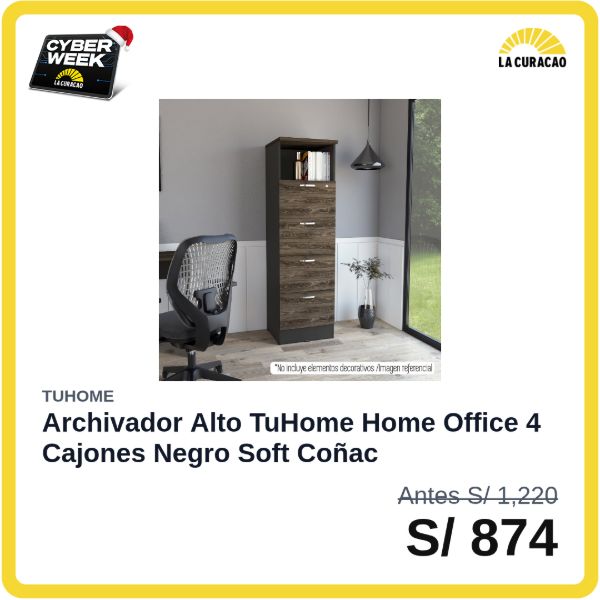 CYBER
WEEK
LA CURACAO
LA CURACAO
*No incluye elementos decorativos /Imagen referencial
TUHOME
Archivador Alto TuHome Home Office 4
Cajones Negro Soft Coñac
Antes S/ 1,220
S/ 874